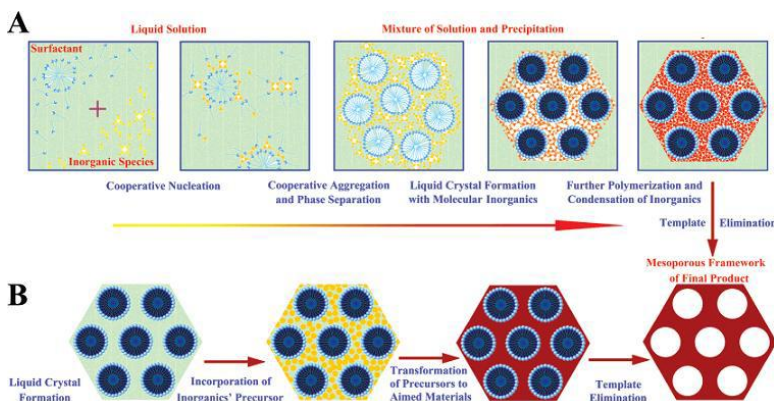 A
Liquid Solution
Mixture of Solution and Precipitation
Surfactant
Inorganic Species
Cooperative Nucleation
Cooperative Aggregation
and Phase Separation
Liquid Crystal Formation
with Molecular Inorganics
Further Polymerization and
Condensation of Inorganics
Template Elimination
Mesoporous Framework
of Final Product
B
Liquid Crystal
Formation
Incorporation of
Inorganics' Precursor
Transformation
of Precursors to
Aimed Materials
Template
Elimination